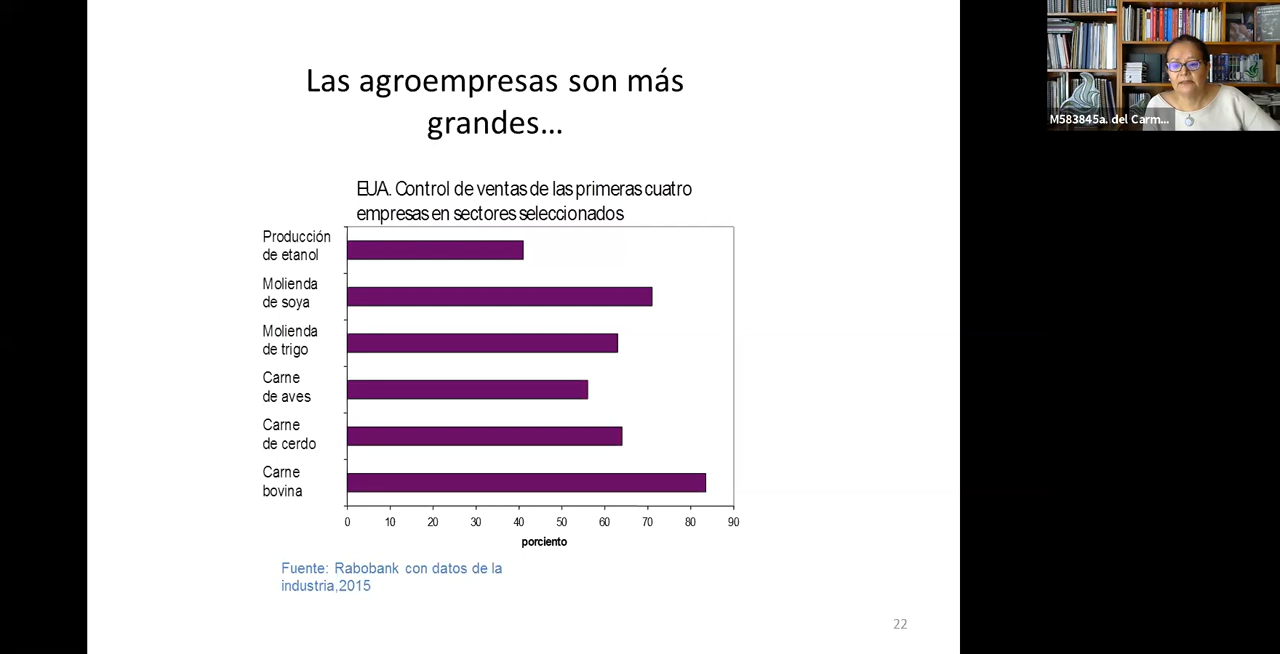 Las agroempresas son más
grandes...
EUA. Control de ventas de las primeras cuatro
empresas en sectores seleccionados
Producción
de etanol
Molienda
de soya
Molienda
de trigo
Carne
de aves
Carne
de cerdo
Carne
bovina
0 10 20 30 40 50 60 70 80 90
porciento
Fuente: Rabobank con datos de la
industria,2015
22
M583845a. del Carm...